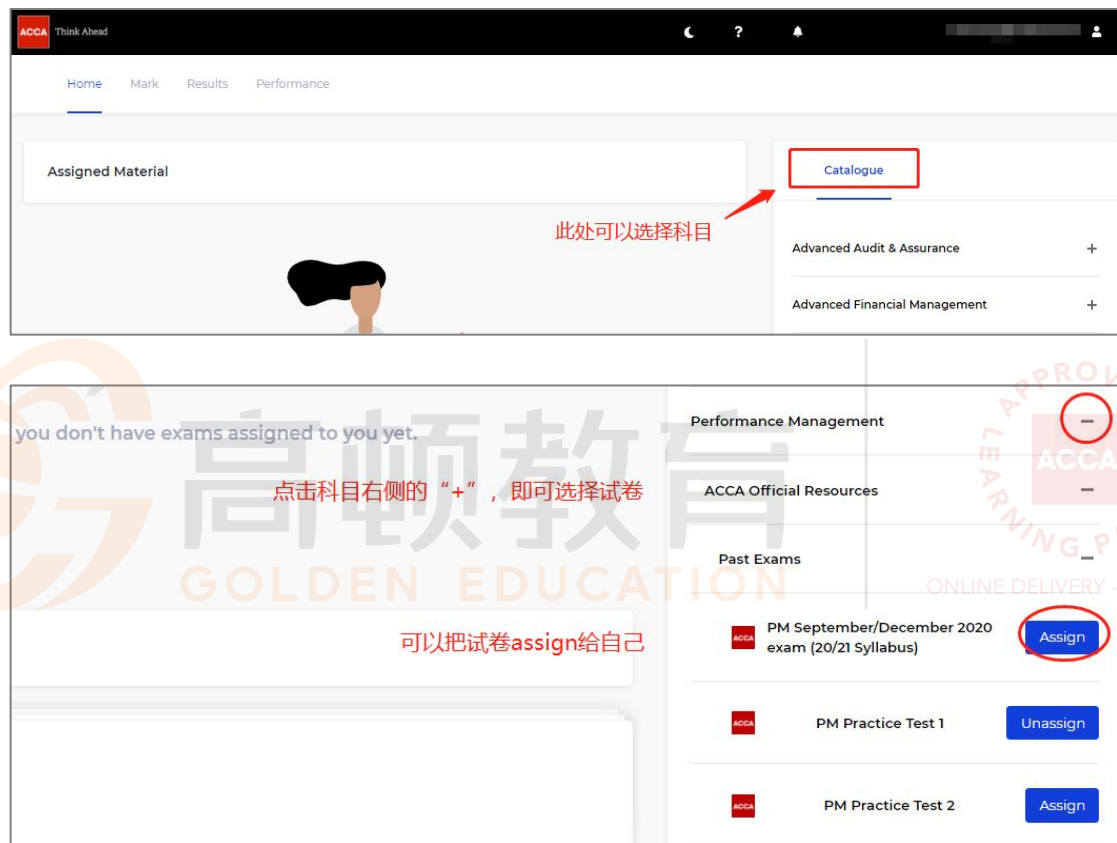 ACCA Think Ahead
?
Home Mark Results Performance
Assigned Material
Catalogue
此处可以选择科目
Advanced Audit & Assurance +
Advanced Financial Management +
you don't have exams assigned to you yet.
Performance Management −
点击科目右侧的“+”,即可选择试卷
ACCA Official Resources −
Past Exams −
可以把试卷assign给自己
ACCA PM September/December 2020
exam (20/21 Syllabus)
Assign
ACCA PM Practice Test 1 Unassign
ACCA PM Practice Test 2 Assign
高顿教育
GOLDEN EDUCATION
LEARNING
ACCA
ONLINE DELIVERY -